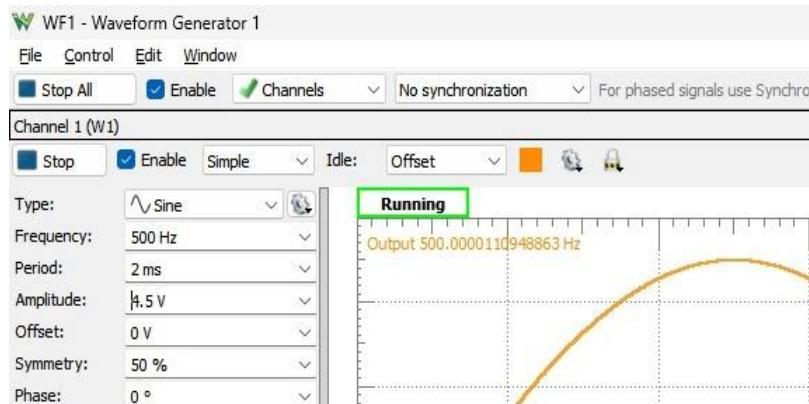 WF1 - Waveform Generator 1
File Control Edit Window
Stop All Enable Channels No synchronization For phased signals use Synchro
Channel 1 (W1)
Stop Enable Simple Idle: Offset
Type: Sine
Running
Frequency: 500 Hz
Output 500.0000110948863 Hz
Period: 2 ms
Amplitude: 4.5 V
Offset: 0 V
Symmetry: 50 %
Phase: 0 °